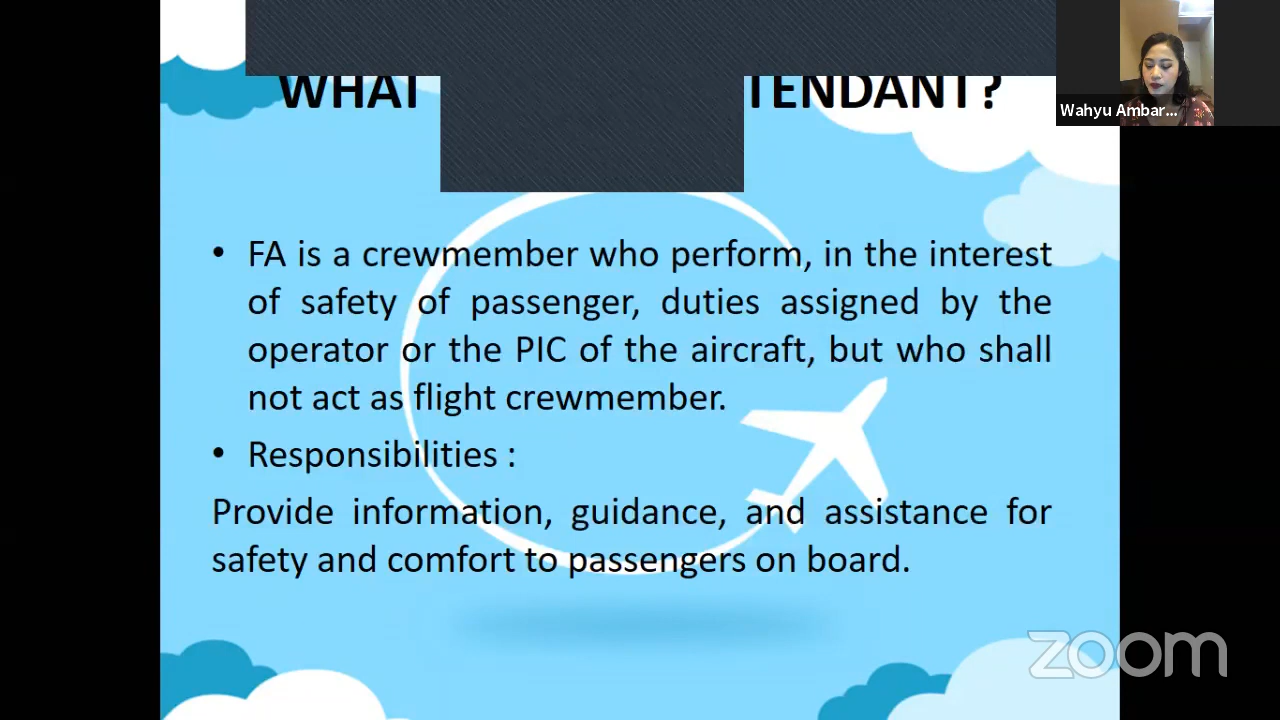 WHAT TENDANT?
Wahyu Ambar...
• FA is a crewmember who perform, in the interest
of safety of passenger, duties assigned by the
operator or the PIC of the aircraft, but who shall
not act as flight crewmember.
• Responsibilities :
Provide information, guidance, and assistance for
safety and comfort to passengers on board.
zoom